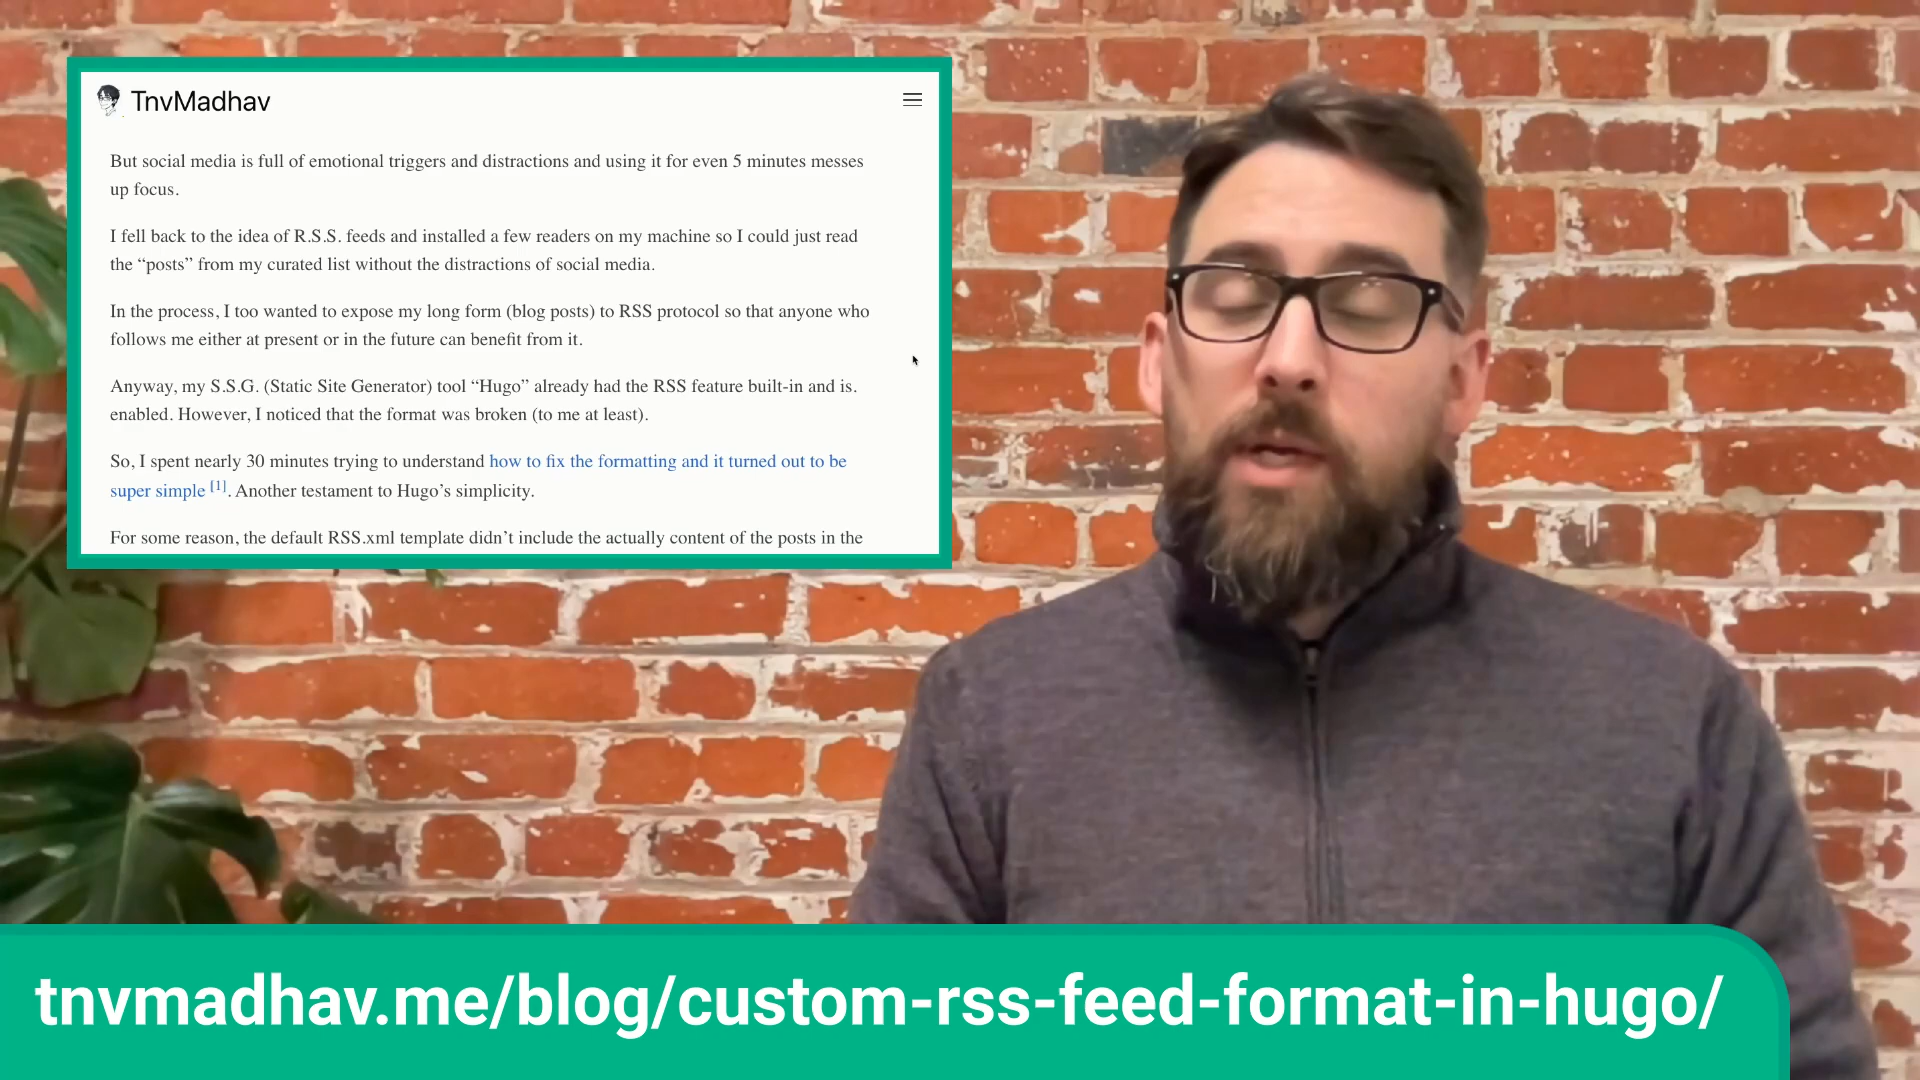 TnvMadhav
But social media is full of emotional triggers and distractions and using it for even 5 minutes messes
up focus.
I fell back to the idea of R.S.S. feeds and installed a few readers on my machine so I could just read
the “posts” from my curated list without the distractions of social media.
In the process, I too wanted to expose my long form (blog posts) to RSS protocol so that anyone who
follows me either at present or in the future can benefit from it.
Anyway, my S.S.G. (Static Site Generator) tool “Hugo” already had the RSS feature built-in and is.
enabled. However, I noticed that the format was broken (to me at least).
So, I spent nearly 30 minutes trying to understand how to fix the formatting and it turned out to be
super simple [1]. Another testament to Hugo’s simplicity.
For some reason, the default RSS.xml template didn’t include the actually content of the posts in the
tnvmadhav.me/blog/custom-rss-feed-format-in-hugo/